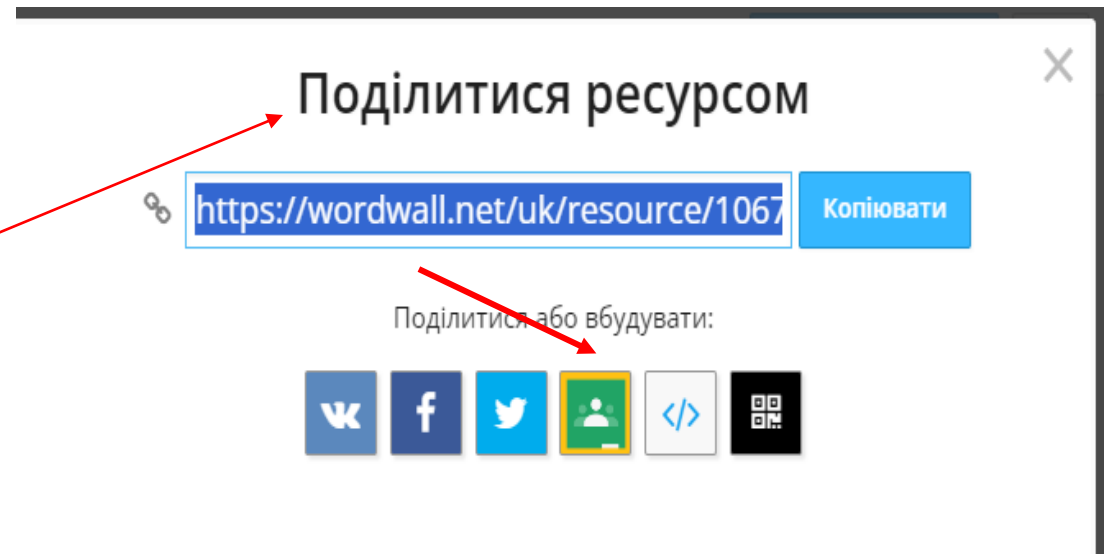 Поділитися ресурсом
https://wordwall.net/uk/resource/1067
Копіювати
Поділитися або вбудувати: